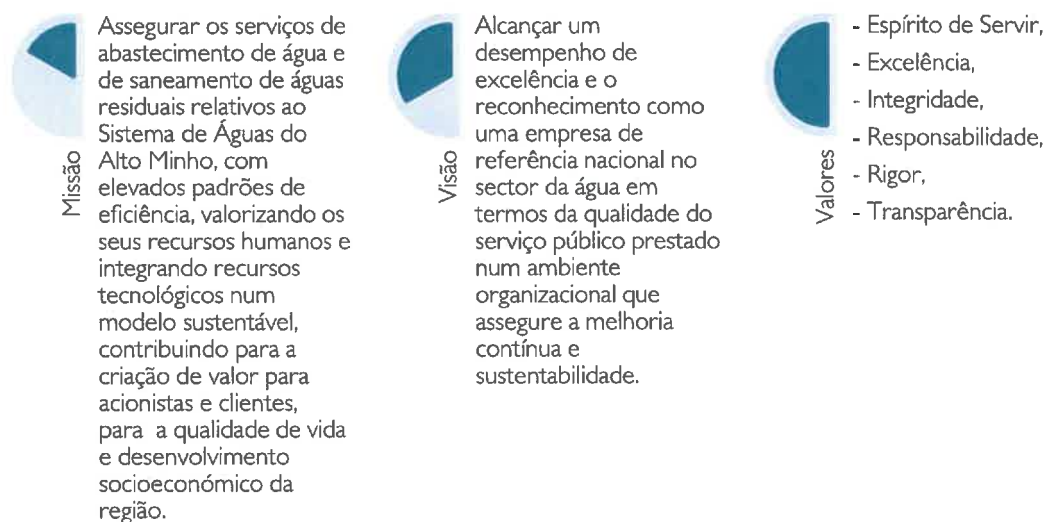 Missão
Assegurar os serviços de
abastecimento de água e
de saneamento de águas
residuais relativos ao
Sistema de Águas do
Alto Minho, com
elevados padrões de
eficiência, valorizando os
seus recursos humanos e
integrando recursos
tecnológicos num
modelo sustentável,
contribuindo para a
criação de valor para
acionistas e clientes,
para a qualidade de vida
e desenvolvimento
socioeconómico da
região.
Visão
Alcançar um
desempenho de
excelência e o
reconhecimento como
uma empresa de
referência nacional no
sector da água em
termos da qualidade do
serviço público prestado
num ambiente
organizacional que
assegure a melhoria
contínua e
sustentabilidade.
Valores
- Espírito de Servir,
- Excelência,
- Integridade,
- Responsabilidade,
- Rigor,
- Transparência.